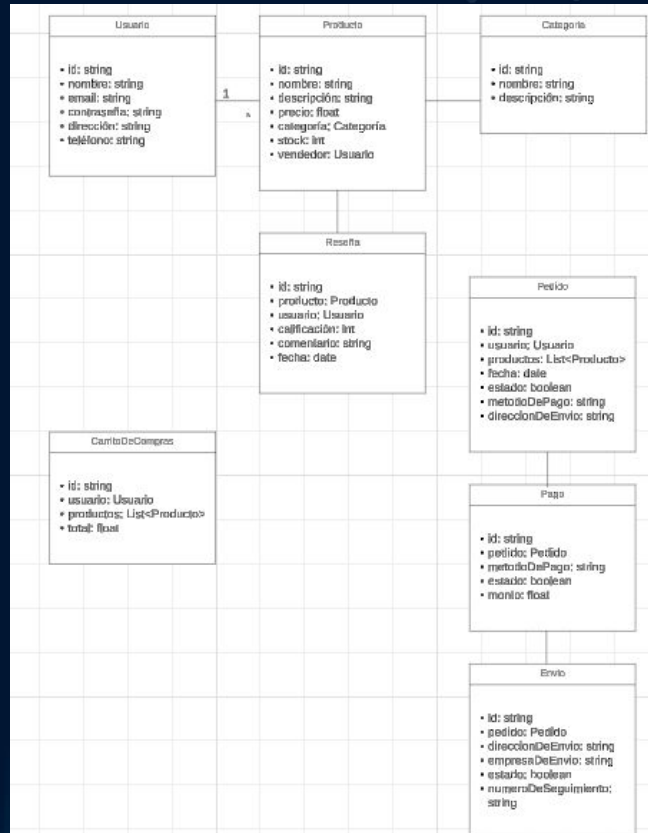 Usuario
• id: string
• nombre: string
• email: string
• contraseña: string
• dirección: string
• teléfono: string
1
*
Producto
• id: string
• nombre: string
• descripción: string
• precio: float
• categoría: Categoría
• stock: int
• vendedor: Usuario
Categoría
• id: string
• nombre: string
• descripción: string
Reseña
• id: string
• producto: Producto
• usuario: Usuario
• calificación: int
• comentario: string
• fecha: date
Pedido
• id: string
• usuario: Usuario
• productos: List<Producto>
• fecha: date
• estado: boolean
• metodoDePago: string
• direccionDeEnvio: string
CarritoDeCompras
• id: string
• usuario: Usuario
• productos: List<Producto>
• total: float
Pago
• id: string
• pedido: Pedido
• metodoDePago: string
• estado: boolean
• monto: float
Envío
• id: string
• pedido: Pedido
• direccionDeEnvio: string
• empresaDeEnvio: string
• estado: boolean
• numeroDeSeguimiento:
string